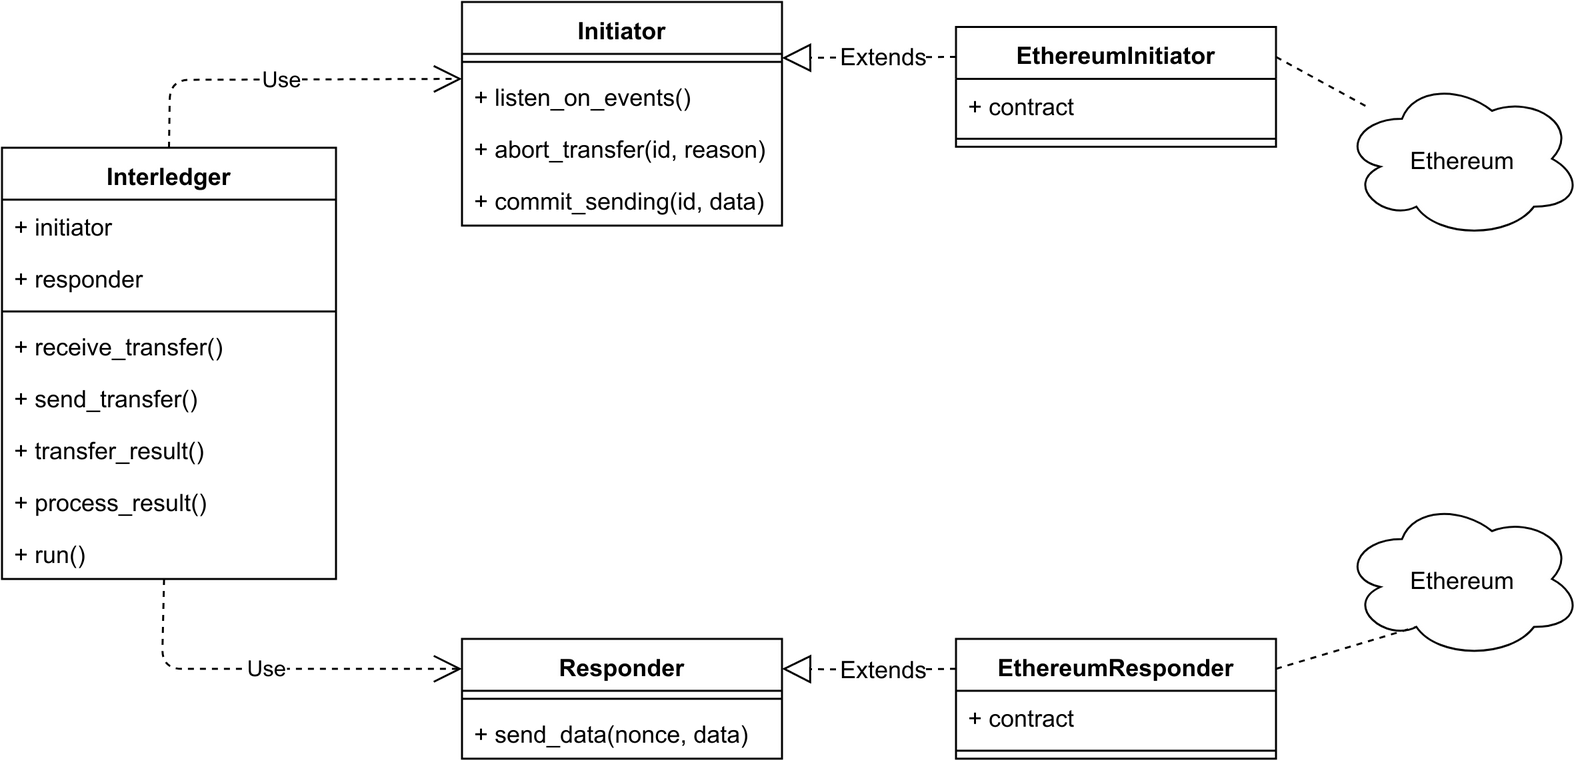 Initiator
+ listen_on_events()
+ abort_transfer(id, reason)
+ commit_sending(id, data)
Extends
EthereumInitiator
+ contract
Ethereum
Use
Interledger
+ initiator
+ responder
+ receive_transfer()
+ send_transfer()
+ transfer_result()
+ process_result()
+ run()
Use
Responder
+ send_data(nonce, data)
Extends
EthereumResponder
+ contract
Ethereum